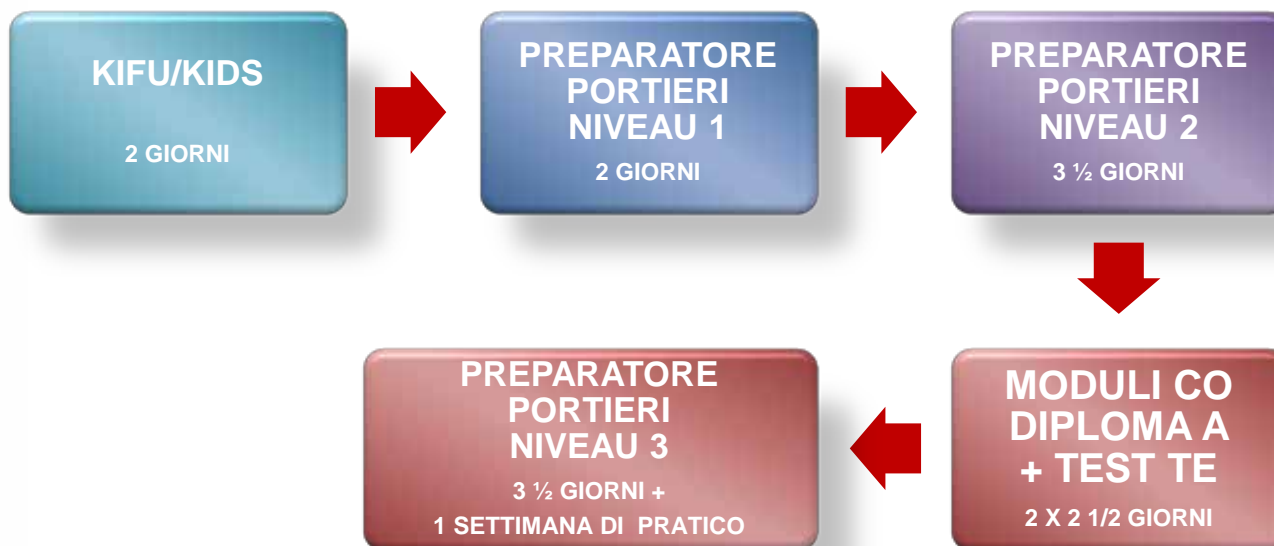 KIFU/KIDS
2 GIORNI
PREPARATORE
PORTIERI
NIVEAU 1
2 GIORNI
PREPARATORE
PORTIERI
NIVEAU 2
3 ½ GIORNI
MODULI CO
DIPLOMA A
+ TEST TE
2 X 2 1/2 GIORNI
PREPARATORE
PORTIERI
NIVEAU 3
3 ½ GIORNI +
1 SETTIMANA DI PRATICO